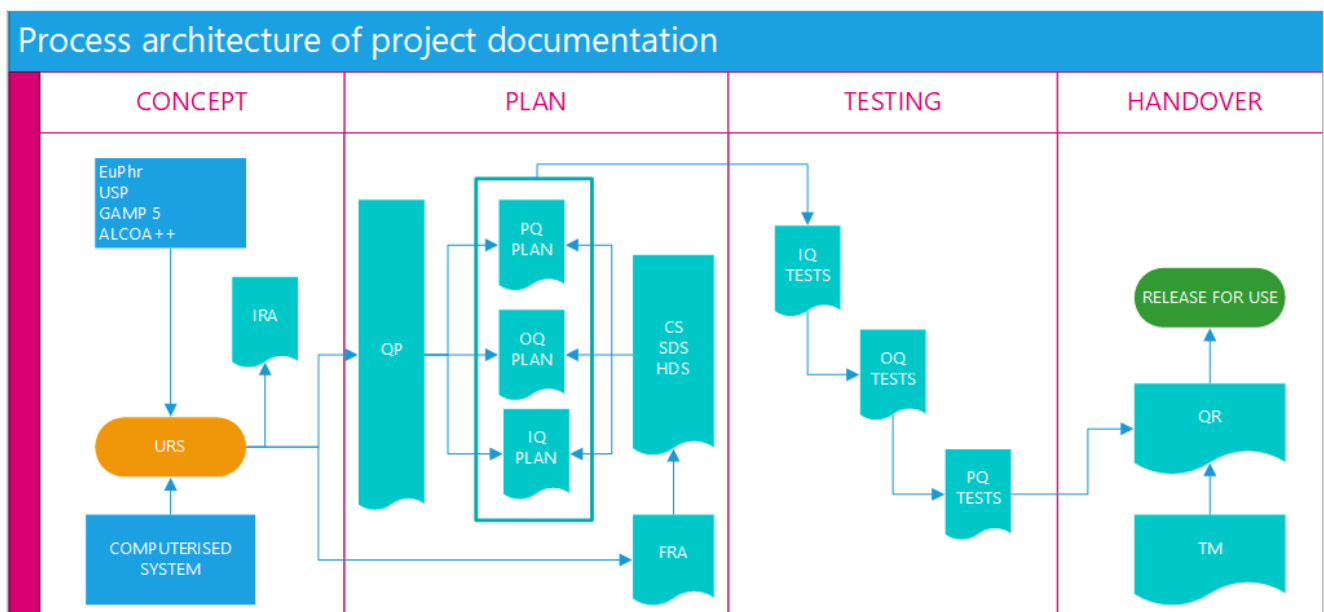 Process architecture of project documentation
CONCEPT
PLAN
TESTING
HANDOVER
EuPhr
USP
GAMP 5
ALCOA++
IRA
URS
COMPUTERISED
SYSTEM
QP
PQ
PLAN
OQ
PLAN
IQ
PLAN
CS
SDS
HDS
FRA
IQ
TESTS
OQ
TESTS
PQ
TESTS
RELEASE FOR USE
QR
TM